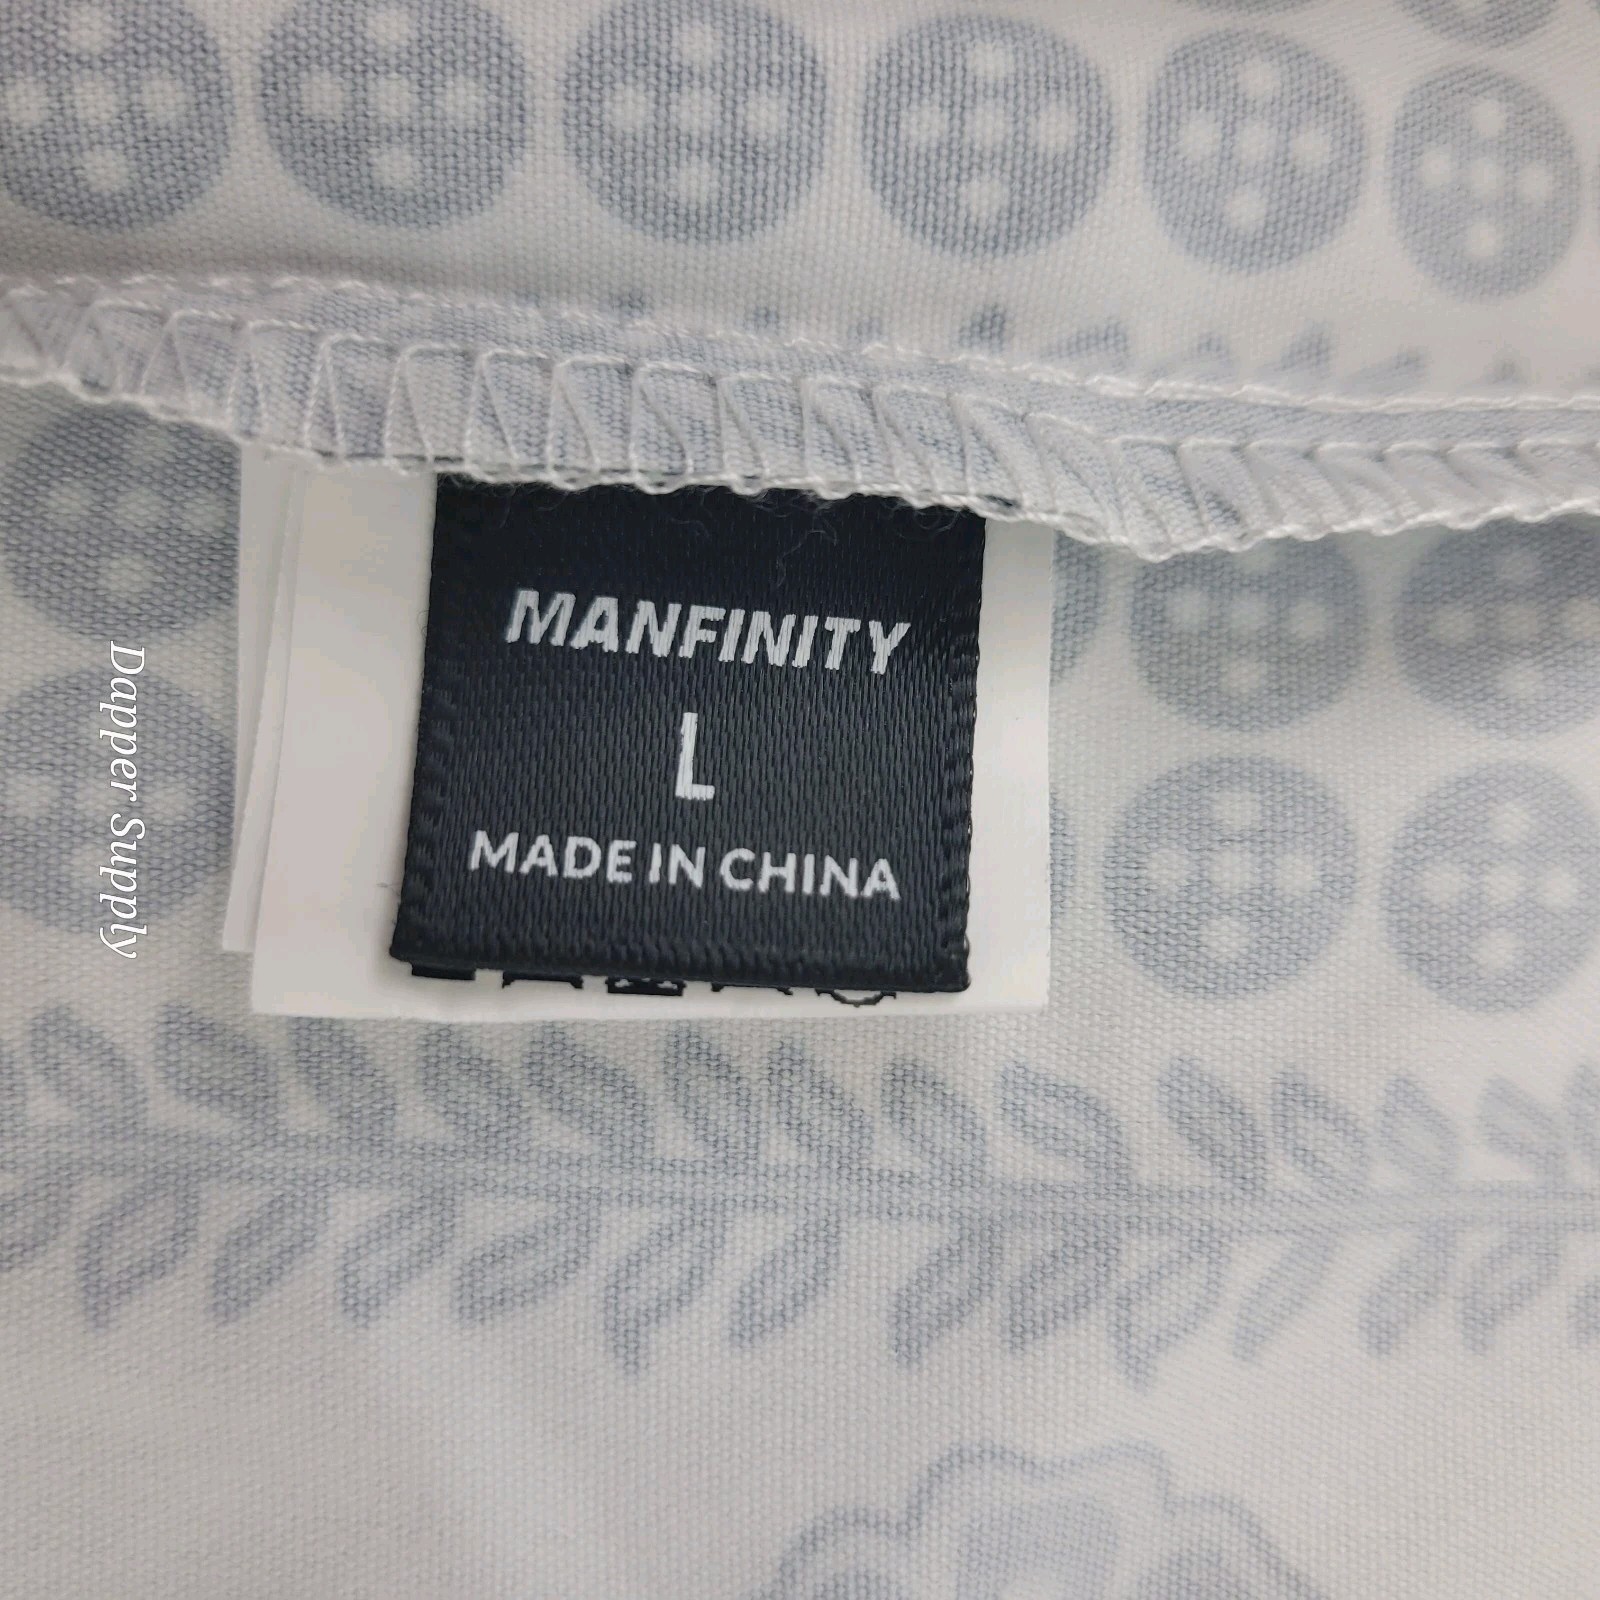 MANFINITY
L
MADE IN CHINA
Dapper Supply